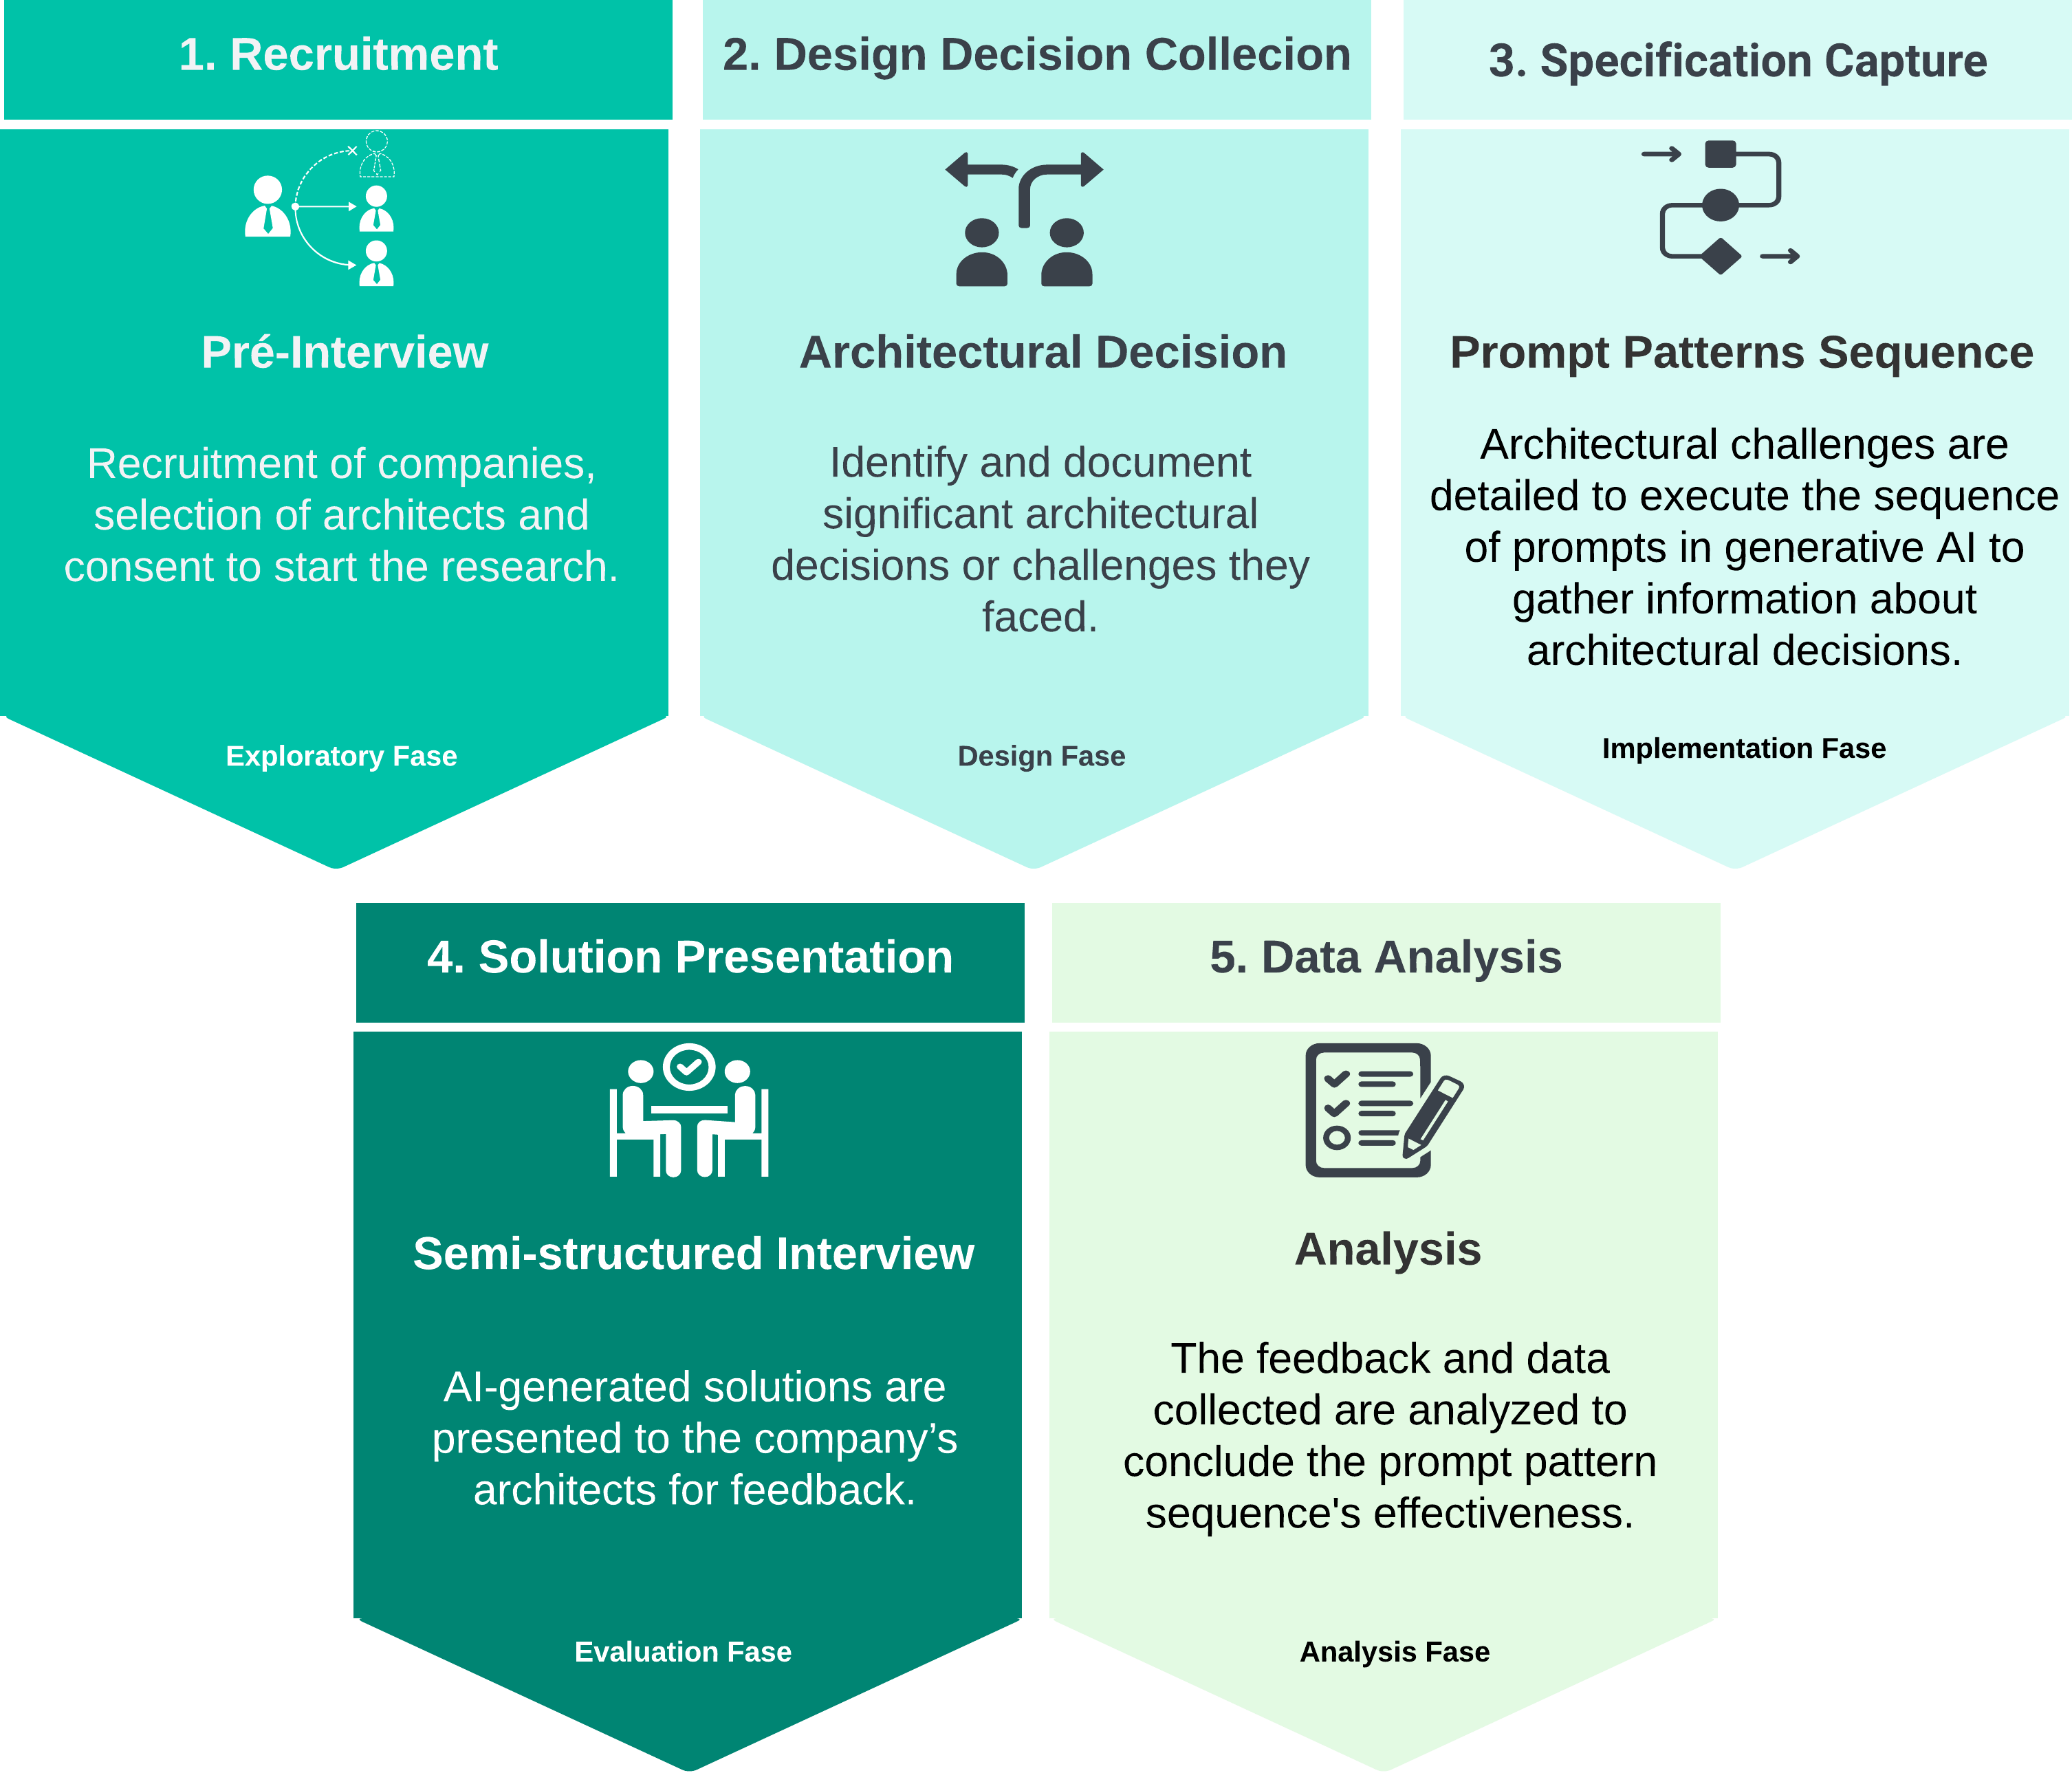 1. Recruitment
Pré-Interview
Recruitment of companies,
selection of architects and
consent to start the research.
Exploratory Fase
2. Design Decision Collecion
Architectural Decision
Identify and document
significant architectural
decisions or challenges they
faced.
Design Fase
3. Specification Capture
Prompt Patterns Sequence
Architectural challenges are
detailed to execute the sequence
of prompts in generative AI to
gather information about
architectural decisions.
Implementation Fase
4. Solution Presentation
Semi-structured Interview
AI-generated solutions are
presented to the company’s
architects for feedback.
Evaluation Fase
5. Data Analysis
Analysis
The feedback and data
collected are analyzed to
conclude the prompt pattern
sequence's effectiveness.
Analysis Fase